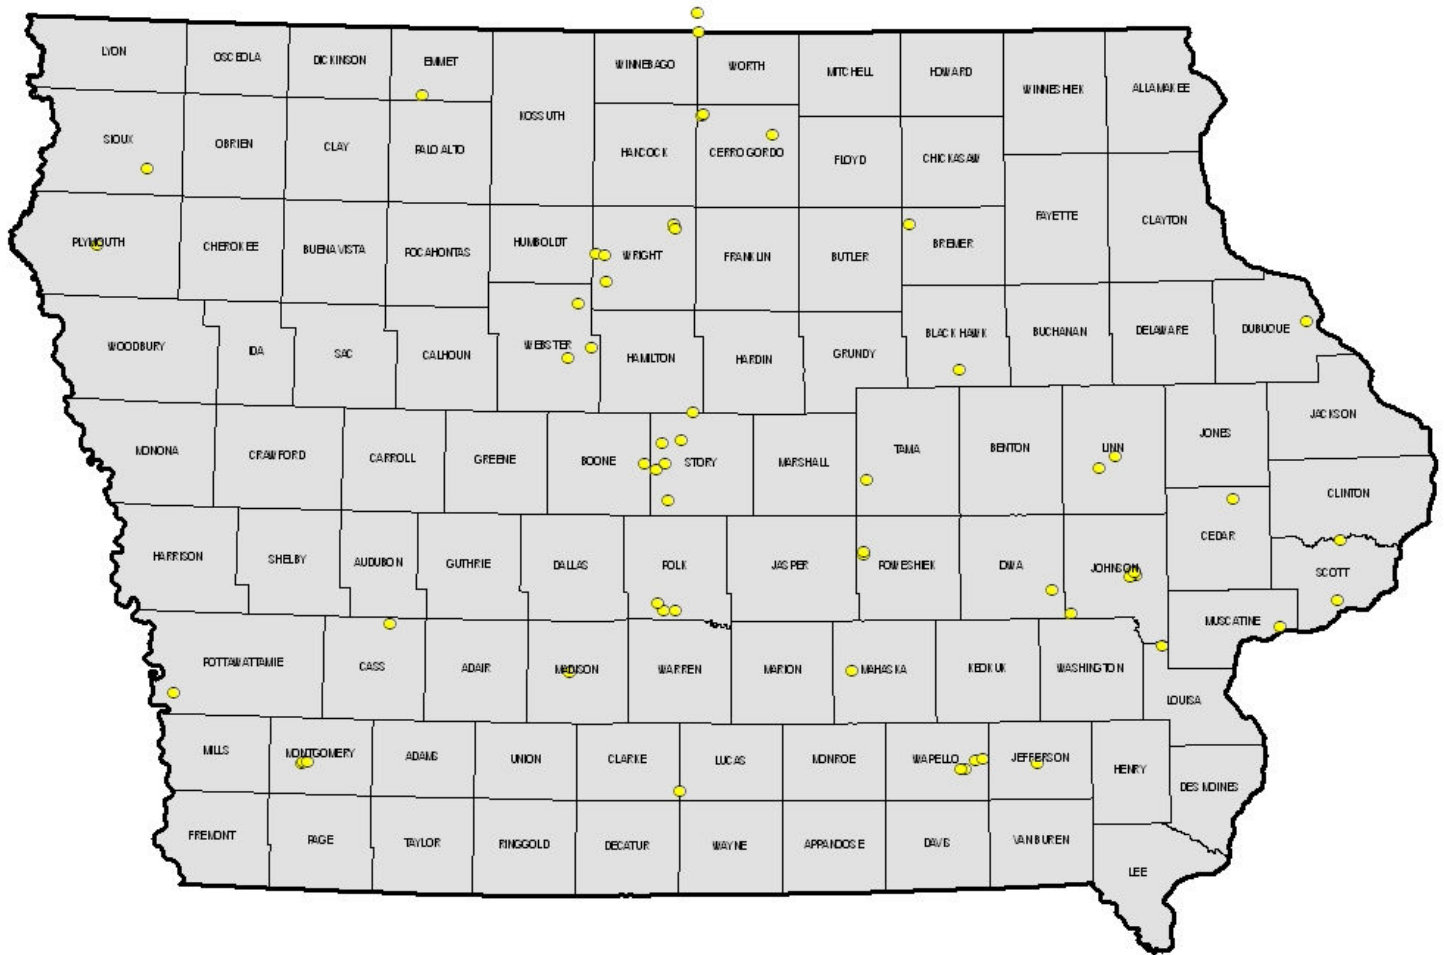 LYON
OSCEOLA
DICKINSON
EMMET
WINNEBAGO
WORTH
MITCHELL
HOWARD
WINNESHIEK
ALLAMAKEE
KOSSUTH
SIOUX
OBRIEN
CLAY
PALO ALTO
HANCOCK
CERRO GORDO
FLOYD
CHICKASAW
FAYETTE
CLAYTON
PLYMOUTH
CHEROKEE
BUENA VISTA
POCAHONTAS
HUMBOLDT
WRIGHT
FRANKLIN
BUTLER
BREMER
WOODBURY
IDA
SAC
CALHOUN
WEBSTER
HAMILTON
HARDIN
GRUNDY
BLACK HAWK
BUCHANAN
DELAWARE
DUBUQUE
MONONA
CRAWFORD
CARROLL
GREENE
BOONE
STORY
MARSHALL
TAMA
BENTON
LINN
JONES
JACKSON
CLINTON
HARRISON
SHELBY
AUDUBON
GUTHRIE
DALLAS
POLK
JASPER
POWESHIEK
IOWA
JOHNSON
CEDAR
SCOTT
MUSCATINE
POTTAWATTAMIE
CASS
ADAIR
MADISON
WARREN
MARION
MAHASKA
KEOKUK
WASHINGTON
LOUISA
MILLS
MONTGOMERY
ADAMS
UNION
CLARKE
LUCAS
MONROE
WAPELLO
JEFFERSON
HENRY
DES MOINES
FREMONT
PAGE
TAYLOR
RINGGOLD
DECATUR
WAYNE
APPANOOSE
DAVIS
VAN BUREN
LEE